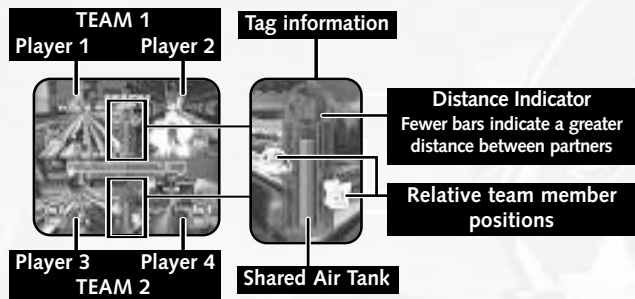 TEAM 1
Player 1 Player 2
Tag information
Distance Indicator
Fewer bars indicate a greater
distance between partners
Relative team member
positions
Player 3 Player 4
TEAM 2
Shared Air Tank